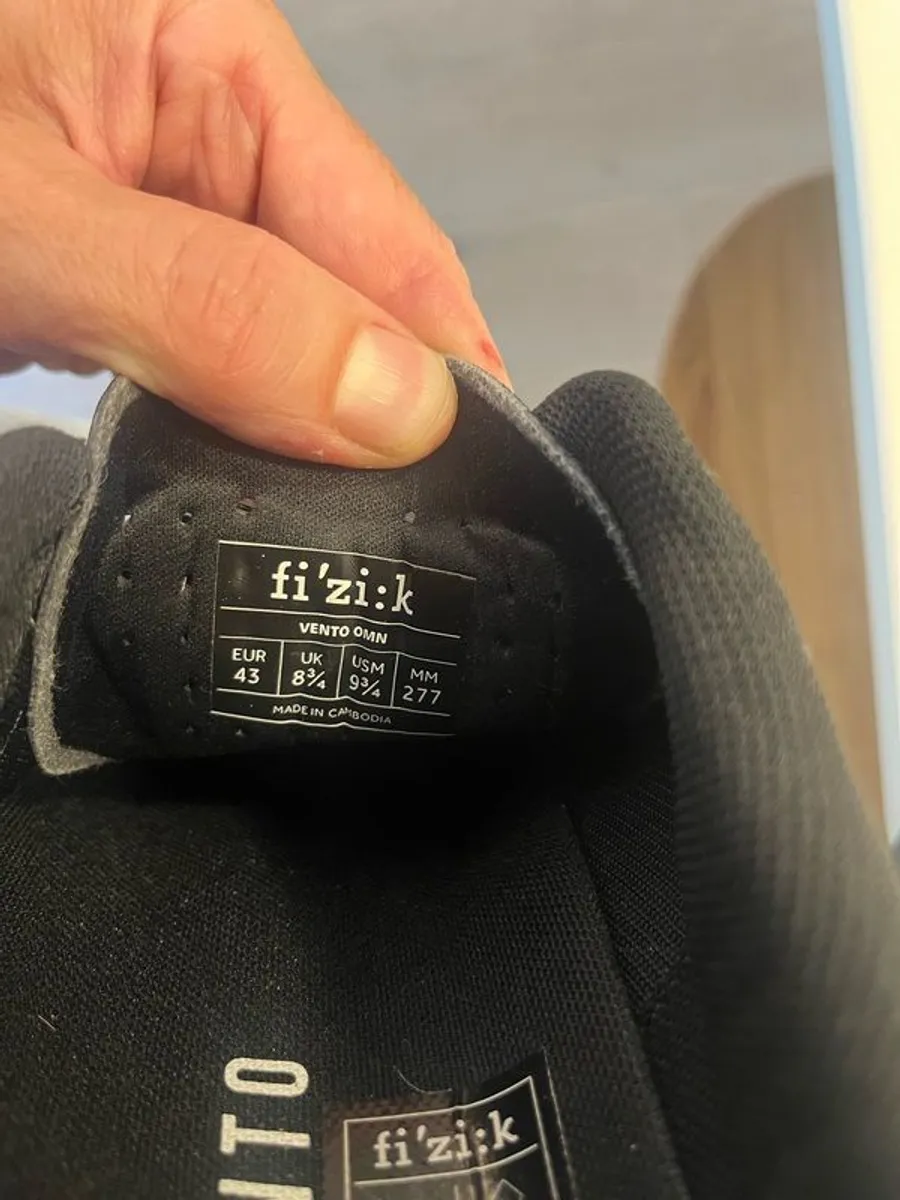 fi'zi:k
VENTO OMN
EUR UK USM MM
43 8¾ 9¾ 277
MADE IN CAMBODIA
ITO
fi'zi:k